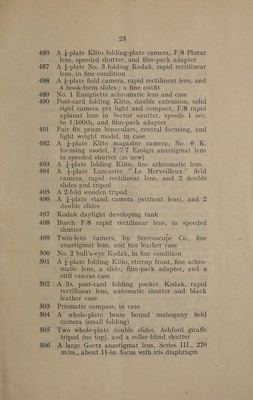 25
486 A ¼-plate Klito folding-plate camera, F/8 Plutar
lens, speeded shutter, and film-pack adapter
487 A ¼-plate No. 3 folding Kodak, rapid rectilinear
lens, in fine condition
488 A ½-plate field camera, rapid rectilinear lens, and
4 book-form slides ; a fine outfit
489 No. 1 Ensignette achromatic lens and case
490 Post-card folding Klito, double extension, solid
rigid camera yet light and compact, F/8 rapid
aplanat lens in Sector shutter, speeds 1 sec.
to 1/100th, and film-pack adapter
491 Pair 6x prism binoculars, central focusing, and
light weight model, in case
492 A ¼-plate Klito magazine camera, No. 6 K.
focusing model, F/7·7 Ensign anastigmat lens
in speeded shutter (as new)
493 A ¼-plate folding Klito, fine achromatic lens
494 A ½-plate Lancaster " Le Merveilleux " field
camera, rapid rectilinear lens, and 2 double
slides and tripod
495 A 2-fold wooden tripod
496 A ¼-plate stand camera (without lens), and 2
double slides
497 Kodak daylight developing tank
498 Busch F/8 rapid rectilinear lens, in speeded
shutter
499 Twin-lens camera, by Stereoscopic Co., fine
anastigmat lens, and tan leather case
500 No. 2 bull's-eye Kodak, in fine condition
501 A ¼-plate folding Klito, stirrup front, fine achro-
matic lens, a slide, film-pack adapter, and a
stiff canvas case
502 A 3A post-card folding pocket Kodak, rapid
rectilinear lens, automatic shutter and black
leather case
503 Prismatic compass, in case
504 A whole-plate brass bound mahogany field
camera (small folding)
505 Two whole-plate double slides, Ashford giraffe
tripod (no top), and a roller-blind shutter
506 A large Goerz anastigmat lens, Series III., 270
m/m., about 11-in. focus with iris diaphragm